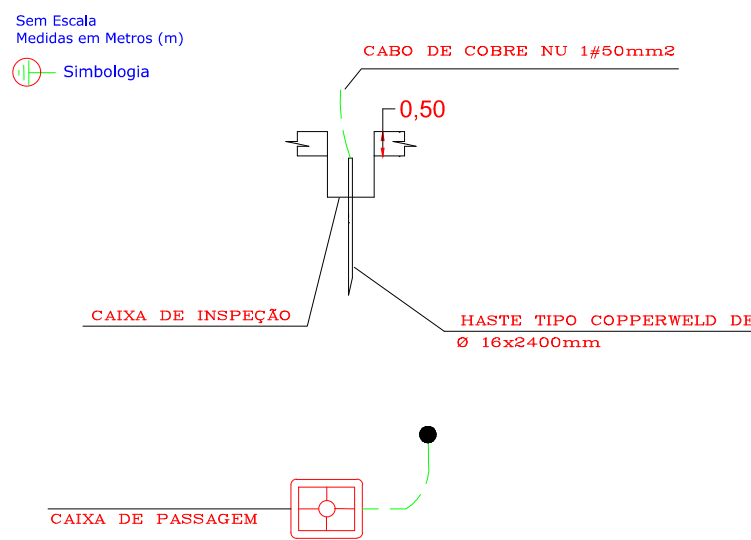 Sem Escala
Medidas em Metros (m)
Simbologia
CABO DE COBRE NU 1#50mm2
0,50
CAIXA DE INSPEÇÃO
HASTE TIPO COPPERWELD DE
Ø 16x2400mm
CAIXA DE PASSAGEM